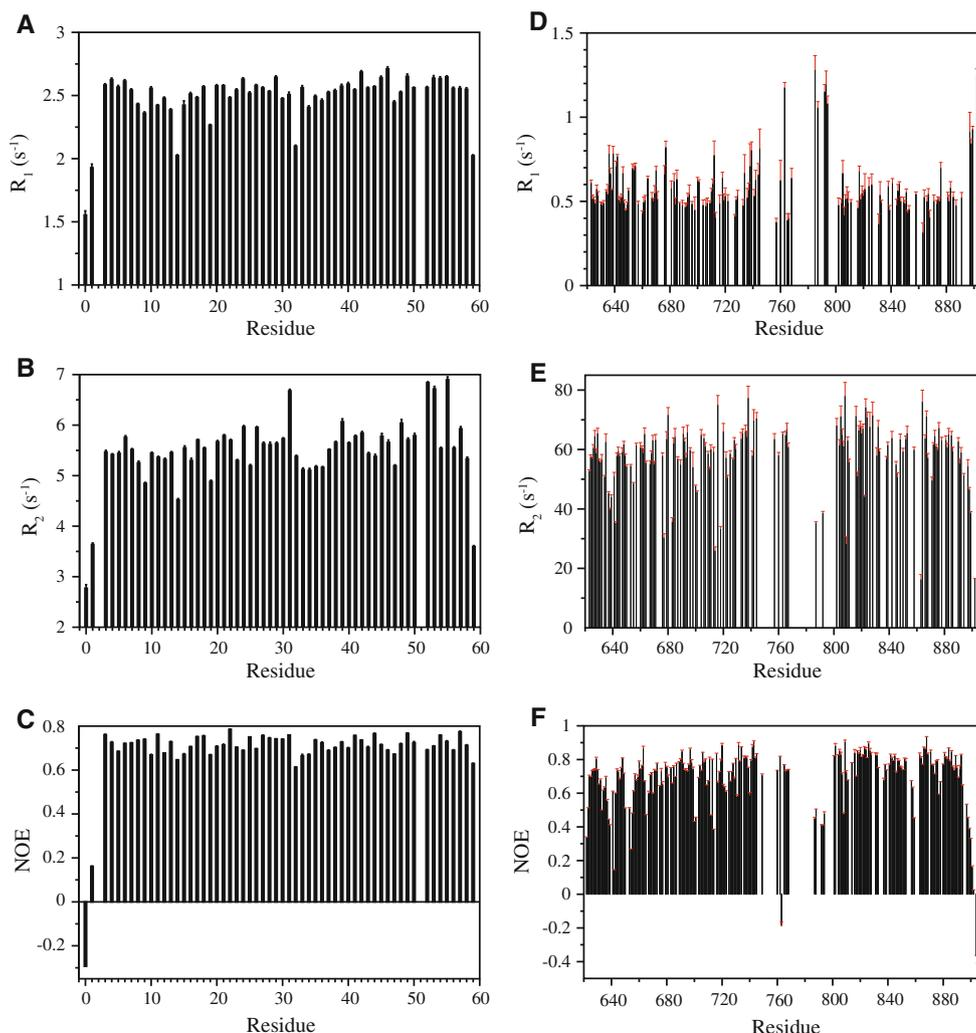 A
R1 (s-1)
3
2.5
2
1.5
1
0 10 20 30 40 50 60
Residue
D
R1 (s-1)
1.5
1
0.5
0
640 680 720 760 800 840 880
Residue
B
R2 (s-1)
7
6
5
4
3
2
0 10 20 30 40 50 60
Residue
E
R2 (s-1)
80
60
40
20
0
640 680 720 760 800 840 880
Residue
C
NOE
0.8
0.6
0.4
0.2
0
-0.2
0 10 20 30 40 50 60
Residue
F
NOE
1
0.8
0.6
0.4
0.2
0
-0.2
-0.4
640 680 720 760 800 840 880
Residue